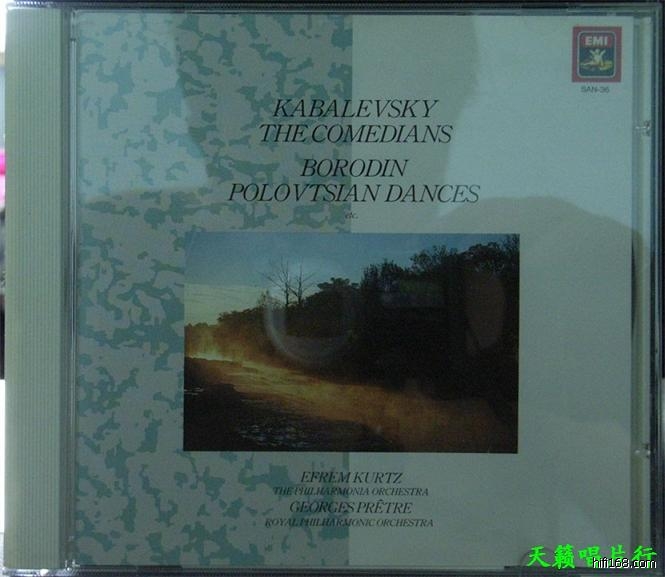 EMI
SAN-36
KABALEVSKY
THE COMEDIANS
BORODIN
POLOVTSIAN DANCES
etc.
EFREM KURTZ
THE PHILHARMONIA ORCHESTRA
GEORGES PRÊTRE
ROYAL PHILHARMONIC ORCHESTRA
天籟唱片行
hifi168.com